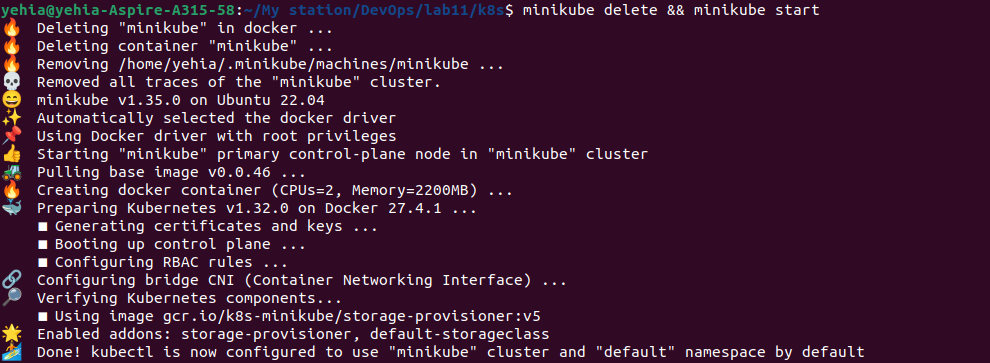 yehia@yehia-Aspire-A315-58:~/My station/DevOps/lab11/k8s$ minikube delete && minikube start
🔥  Deleting "minikube" in docker ...
🔥  Deleting container "minikube" ...
🔥  Removing /home/yehia/.minikube/machines/minikube ...
💀  Removed all traces of the "minikube" cluster.
😄  minikube v1.35.0 on Ubuntu 22.04
✨  Automatically selected the docker driver
📌  Using Docker driver with root privileges
👍  Starting "minikube" primary control-plane node in "minikube" cluster
🚜  Pulling base image v0.0.46 ...
🔥  Creating docker container (CPUs=2, Memory=2200MB) ...
🐳  Preparing Kubernetes v1.32.0 on Docker 27.4.1 ...
    ▪ Generating certificates and keys ...
    ▪ Booting up control plane ...
    ▪ Configuring RBAC rules ...
🔗  Configuring bridge CNI (Container Networking Interface) ...
🔎  Verifying Kubernetes components...
    ▪ Using image gcr.io/k8s-minikube/storage-provisioner:v5
🌟  Enabled addons: storage-provisioner, default-storageclass
🏄  Done! kubectl is now configured to use "minikube" cluster and "default" namespace by default